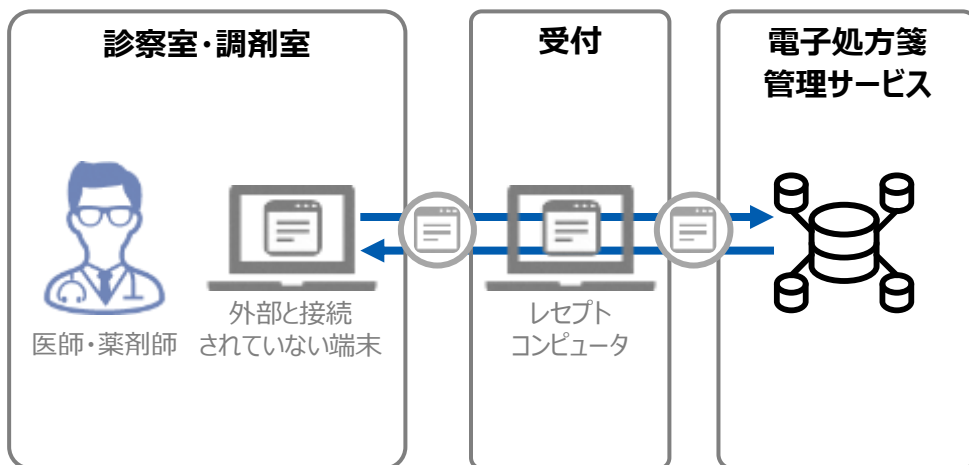 診察室・調剤室
受付
電子処方箋
管理サービス
医師・薬剤師
外部と接続
されていない端末
レセプト
コンピュータ